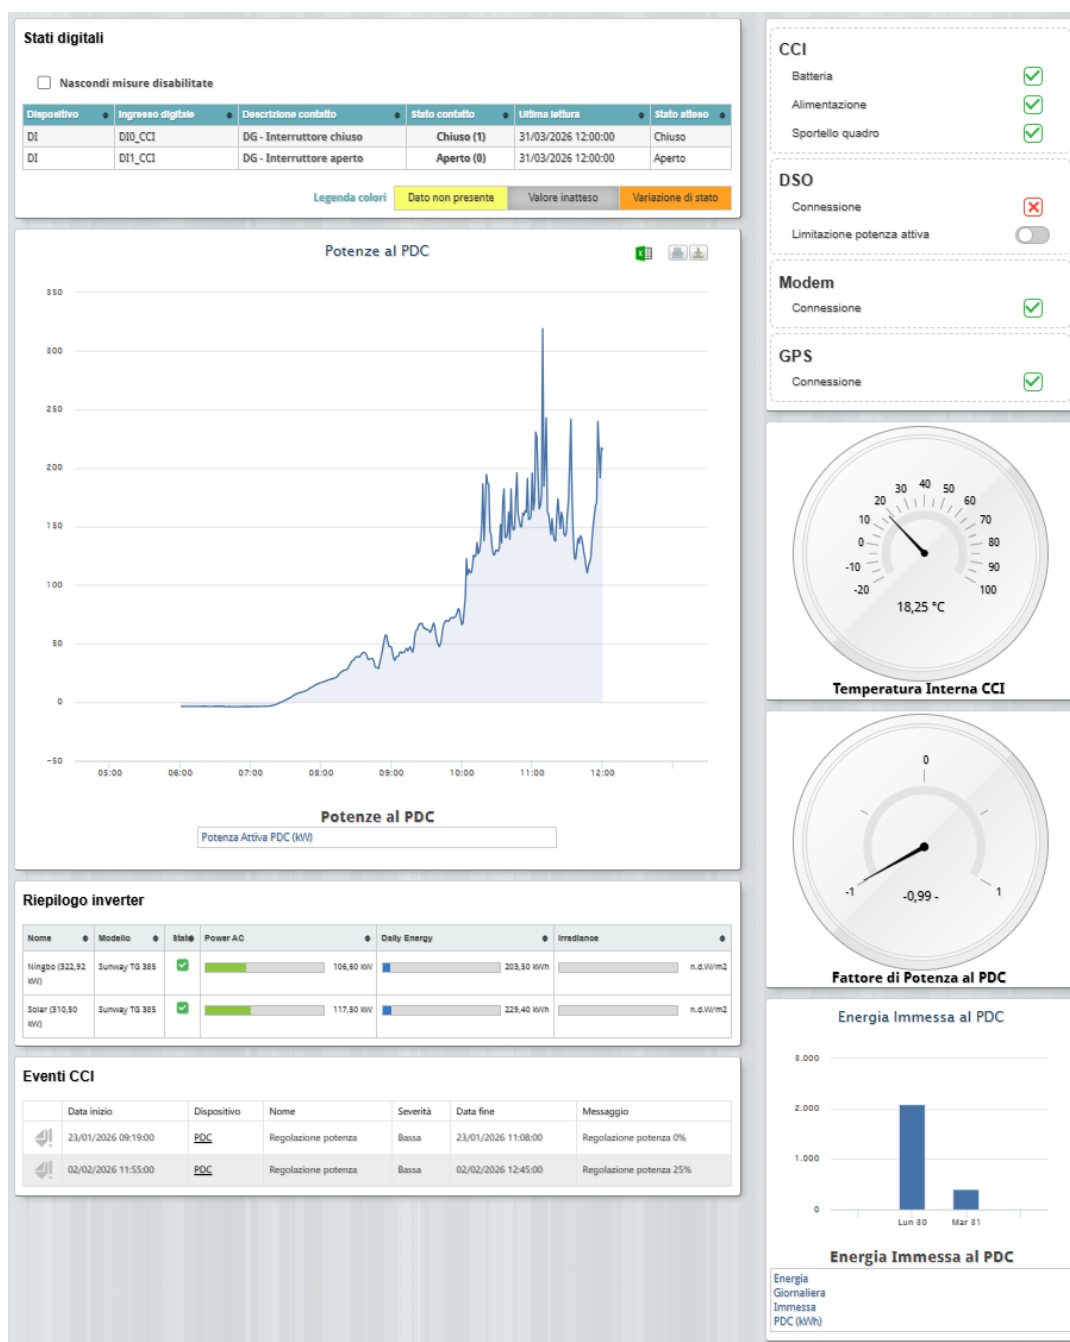 Stati digitali
Nascondi misure disabilitate
Dispositivo Ingresso digitale Descrizione contatto Stato contatto Ultima lettura Stato atteso
DI DI0_CCI DG - Interruttore chiuso Chiuso (1) 31/03/2026 12:00:00 Chiuso
DI DI1_CCI DG - Interruttore aperto Aperto (0) 31/03/2026 12:00:00 Aperto
Legenda colori Dato non presente Valore inatteso Variazione di stato
Potenze al PDC
350
300
250
200
150
100
50
0
-50
05:00 06:00 07:00 08:00 09:00 10:00 11:00 12:00
Potenze al PDC
Potenza Attiva PDC (kW)
Riepilogo inverter
Nome Modello Stato Power AC Daily Energy Irradianse
Ningbo (322,92 kW) Sunway TG 385 106,60 kW 203,50 kWh n.d.W/m2
Solar (310,50 kW) Sunway TG 385 117,50 kW 229,40 kWh n.d.W/m2
Eventi CCI
Data inizio Dispositivo Nome Severità Data fine Messaggio
23/01/2026 09:19:00 PDC Regolazione potenza Bassa 23/01/2026 11:08:00 Regolazione potenza 0%
02/02/2026 11:55:00 PDC Regolazione potenza Bassa 02/02/2026 12:45:00 Regolazione potenza 25%
CCI
Batteria
Alimentazione
Sportello quadro
DSO
Connessione
Limitazione potenza attiva
Modem
Connessione
GPS
Connessione
-20 -10 0 10 20 30 40 50 60 70 80 90 100
18,25 °C
Temperatura Interna CCI
-1 0 1
-0,99 -
Fattore di Potenza al PDC
Energia Immessa al PDC
3.000
2.000
1.000
0
Lun 30 Mar 31
Energia Immessa al PDC
Energia
Giornaliera
Immessa
PDC (kWh)